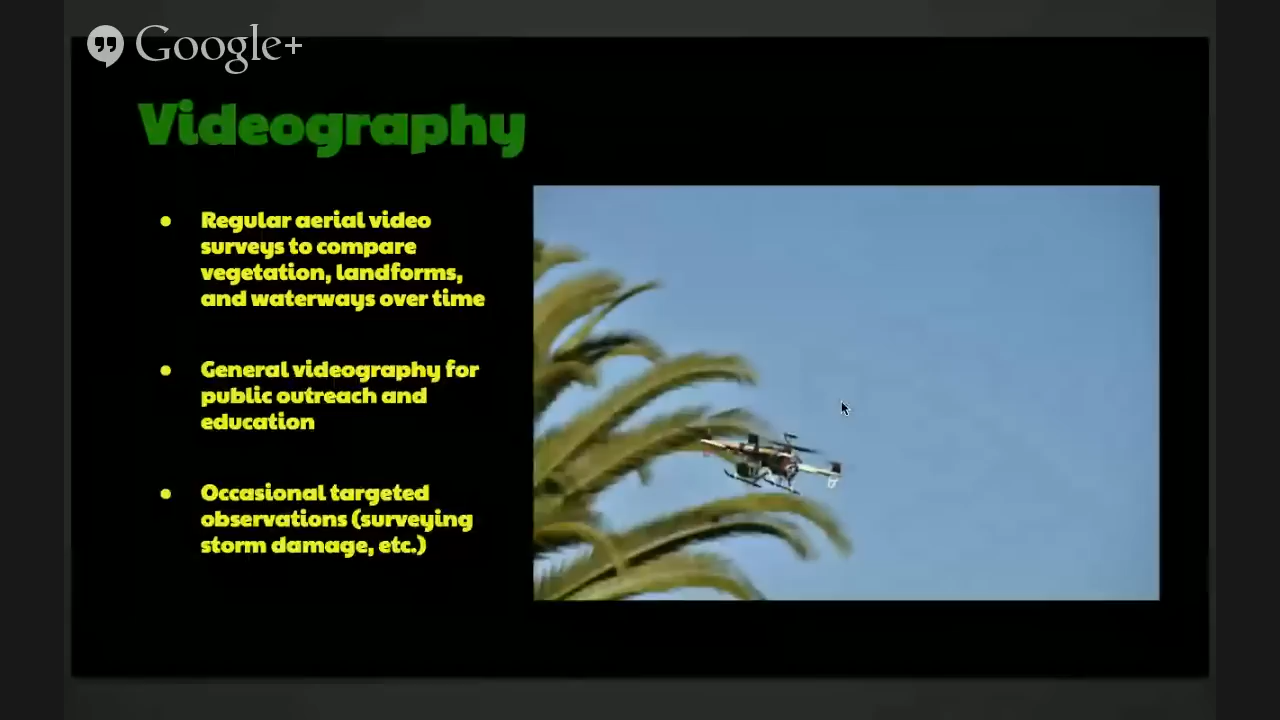 Google+
Videography
● Regular aerial video
surveys to compare
vegetation, landforms,
and waterways over time
● General videography for
public outreach and
education
● Occasional targeted
observations (surveying
storm damage, etc.)